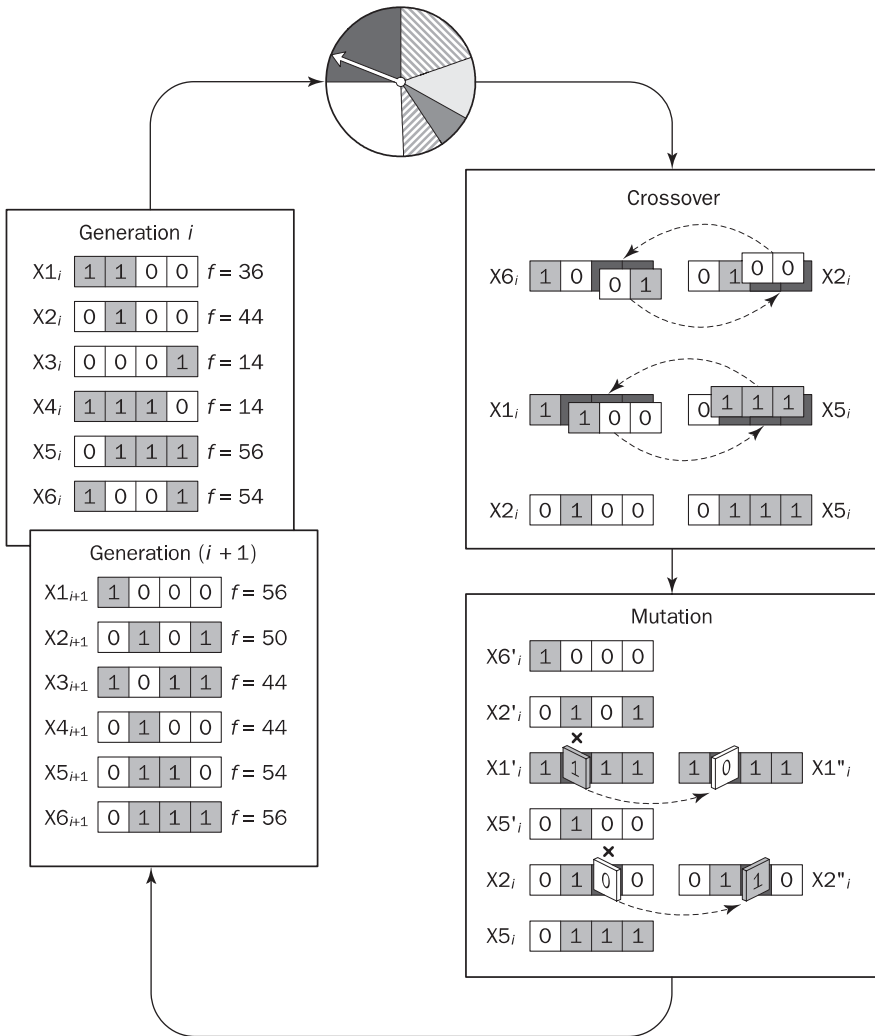 Generation i
X1i 1 1 0 0 f = 36
X2i 0 1 0 0 f = 44
X3i 0 0 0 1 f = 14
X4i 1 1 1 0 f = 14
X5i 0 1 1 1 f = 56
X6i 1 0 0 1 f = 54
Generation (i + 1)
X1i+1 1 0 0 0 f = 56
X2i+1 0 1 0 1 f = 50
X3i+1 1 0 1 1 f = 44
X4i+1 0 1 0 0 f = 44
X5i+1 0 1 1 0 f = 54
X6i+1 0 1 1 1 f = 56
Crossover
X6i 1 0 0 1 0 1 0 0 X2i
X1i 1 1 0 0 0 1 1 1 X5i
X2i 0 1 0 0 0 1 1 1 X5i
Mutation
X6'i 1 0 0 0
X2'i 0 1 0 1
×
X1'i 1 1 1 1 1 0 1 1 X1"i
X5'i 0 1 0 0
×
X2i 0 1 0 0 0 1 1 0 X2"i
X5i 0 1 1 1